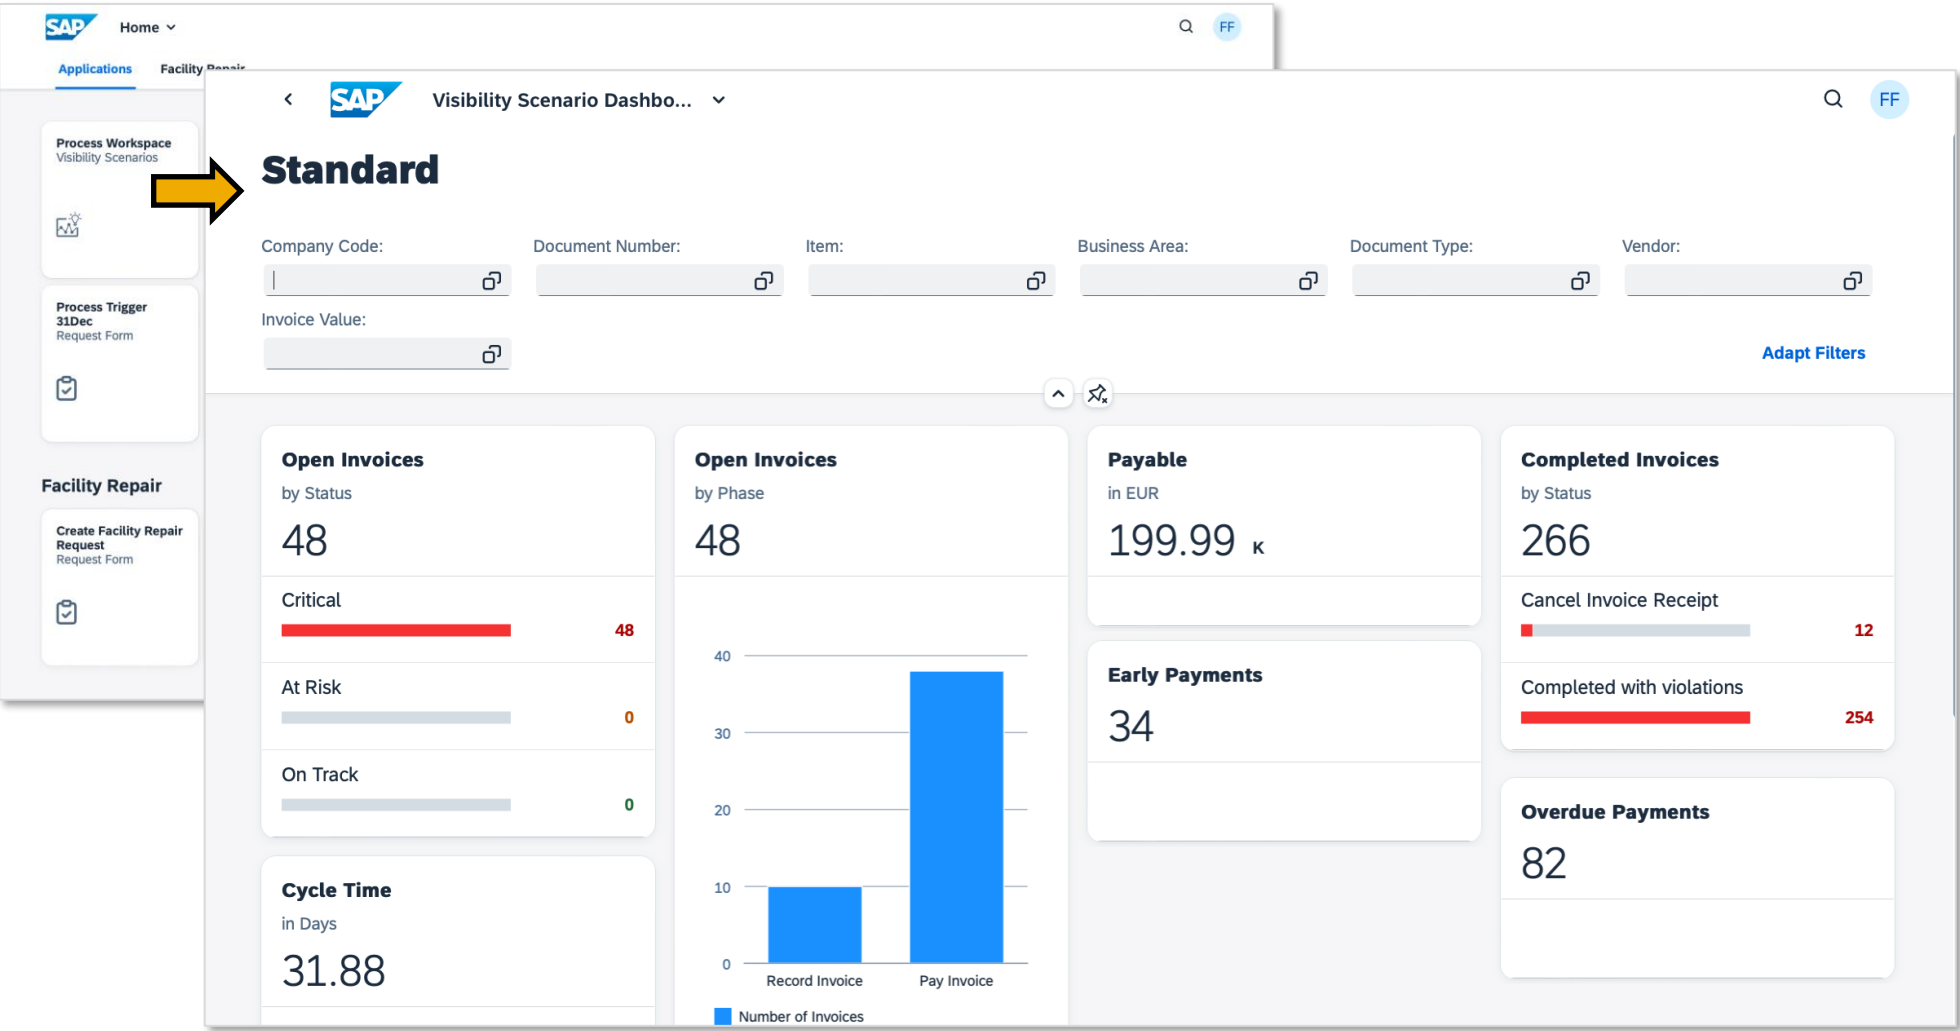 SAP
Home
FF
Applications
Facility Repair
Process Workspace
Visibility Scenarios
Process Trigger
31Dec
Request Form
Facility Repair
Create Facility Repair
Request
Request Form
SAP
Visibility Scenario Dashbo...
FF
Standard
Company Code:
Document Number:
Item:
Business Area:
Document Type:
Vendor:
Invoice Value:
Adapt Filters
Open Invoices
by Status
48
Critical
48
At Risk
0
On Track
0
Cycle Time
in Days
31.88
Open Invoices
by Phase
48
40
30
20
10
0
Record Invoice
Pay Invoice
Number of Invoices
Payable
in EUR
199.99 K
Early Payments
34
Completed Invoices
by Status
266
Cancel Invoice Receipt
12
Completed with violations
254
Overdue Payments
82